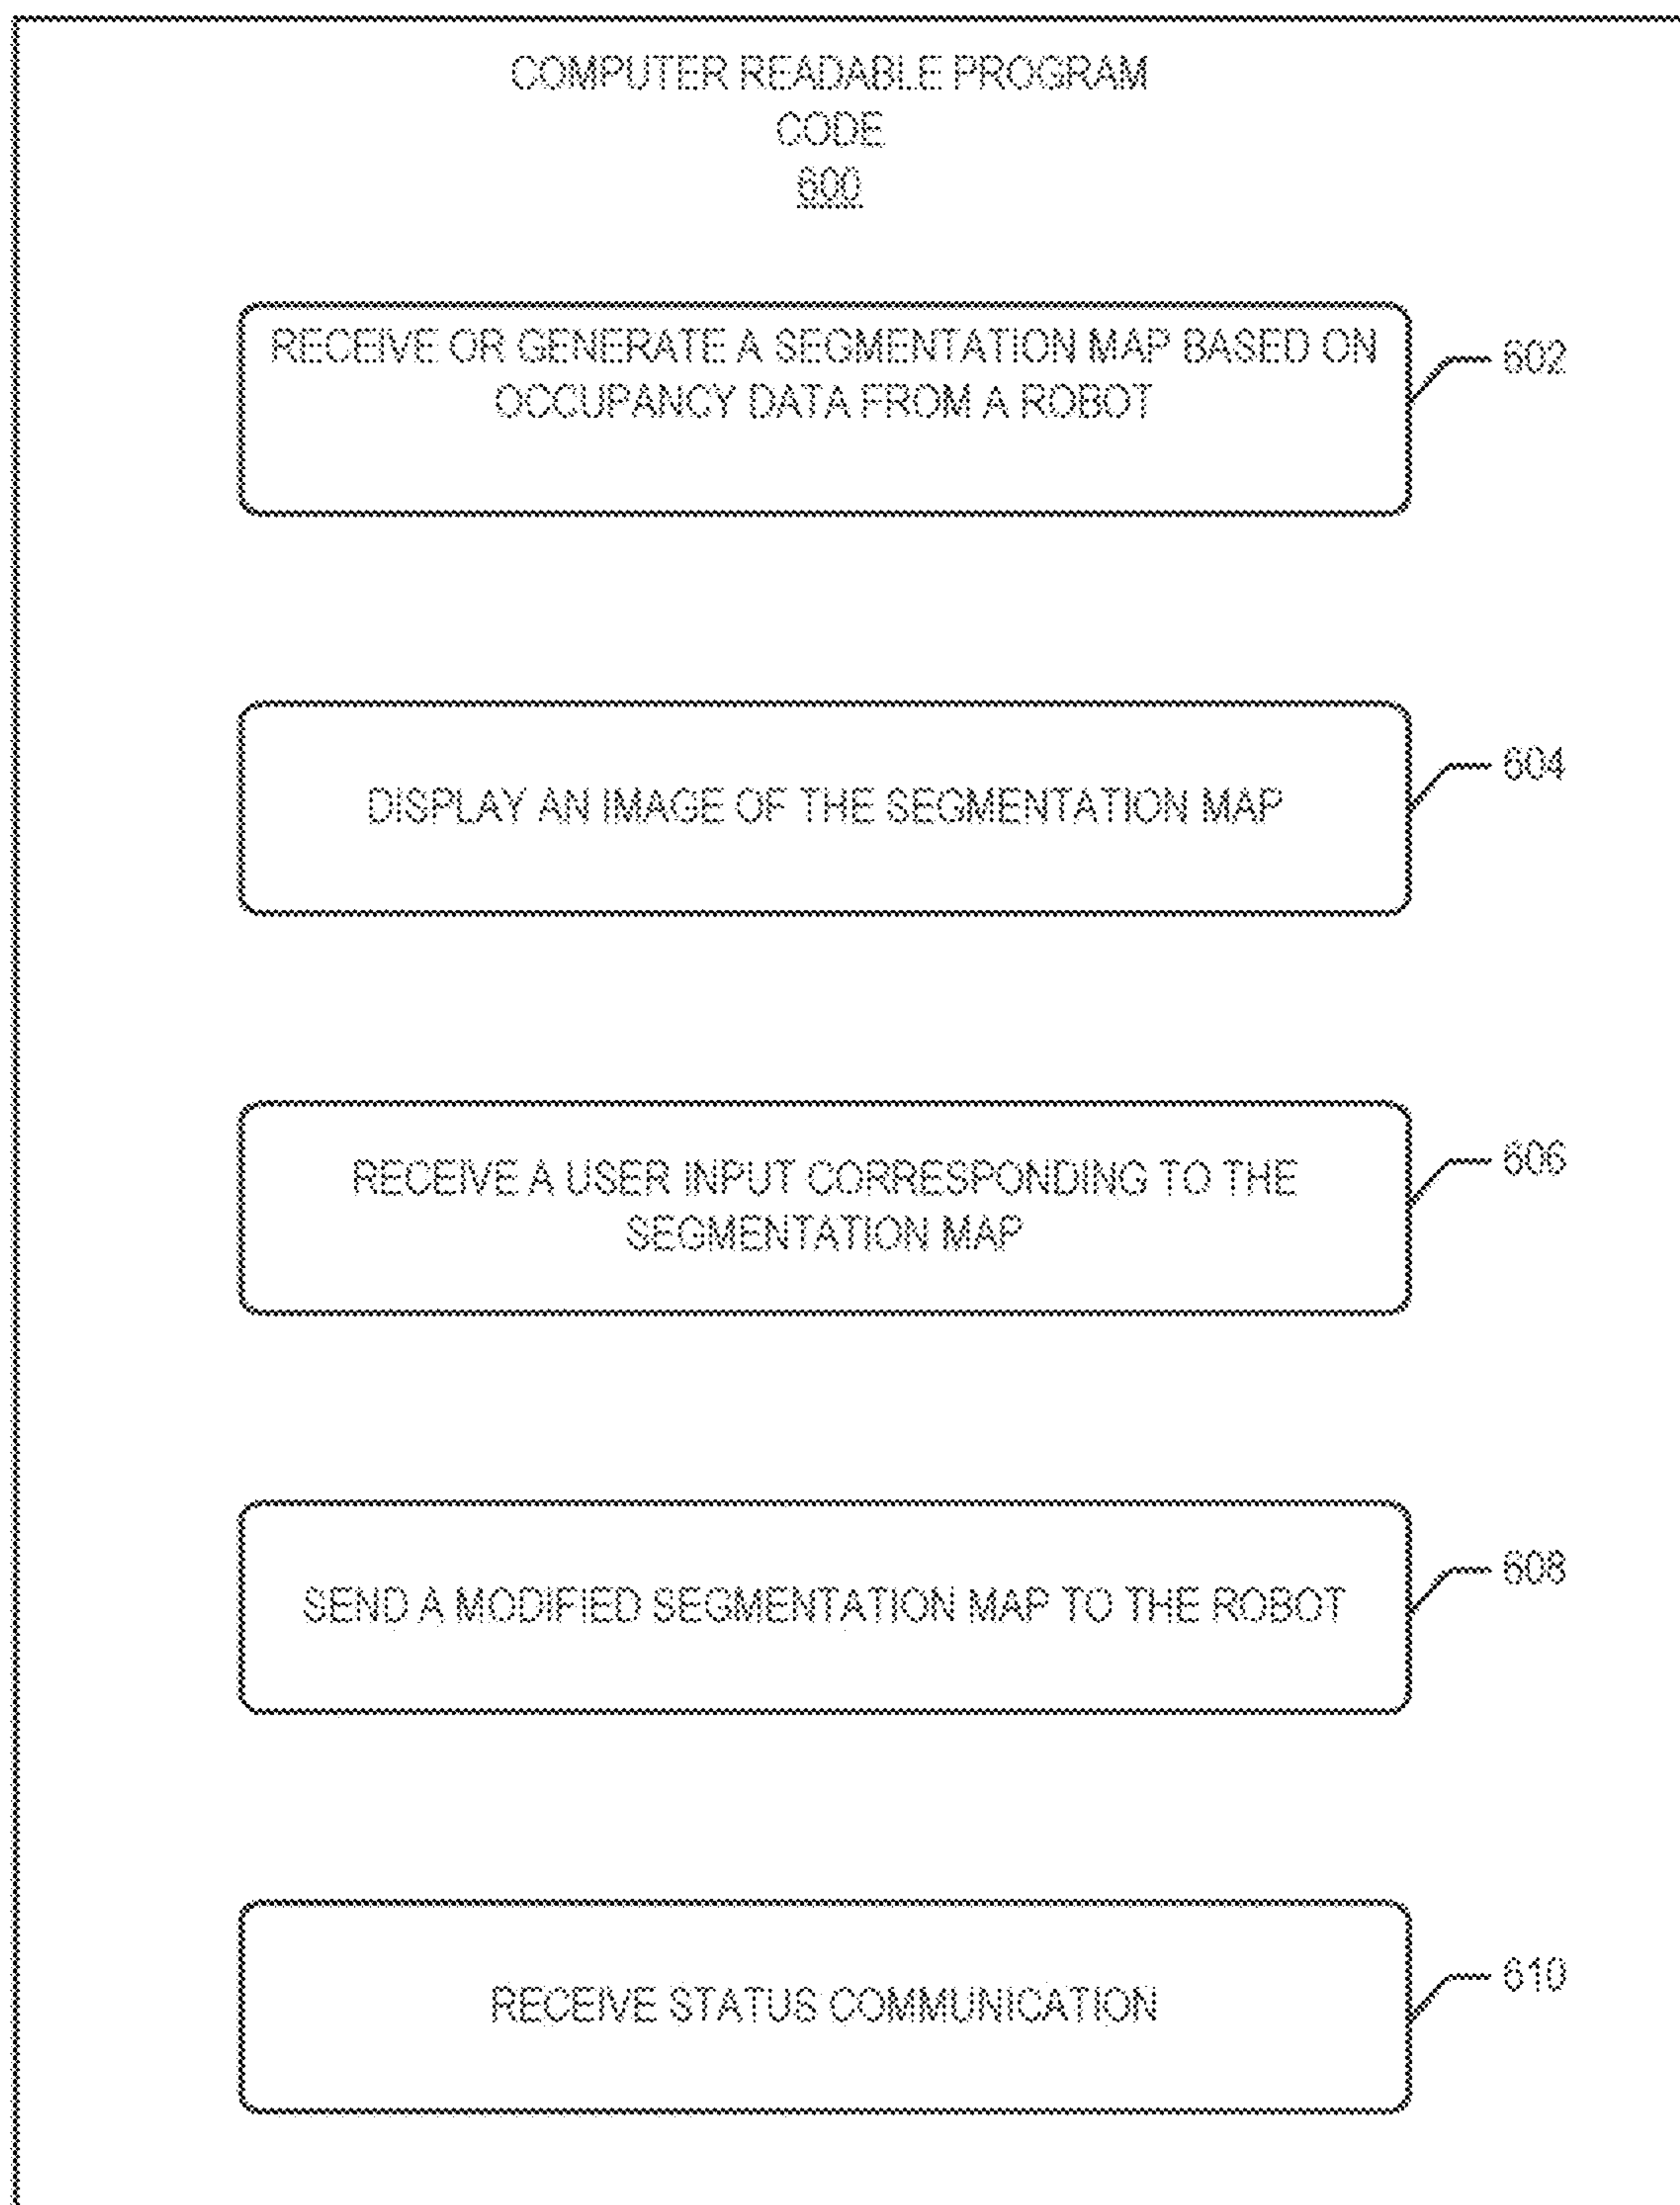 COMPUTER READABLE PROGRAM
CODE
600
RECEIVE OR GENERATE A SEGMENTATION MAP BASED ON
OCCUPANCY DATA FROM A ROBOT
602
DISPLAY AN IMAGE OF THE SEGMENTATION MAP
604
RECEIVE A USER INPUT CORRESPONDING TO THE
SEGMENTATION MAP
606
SEND A MODIFIED SEGMENTATION MAP TO THE ROBOT
608
RECEIVE STATUS COMMUNICATION
610